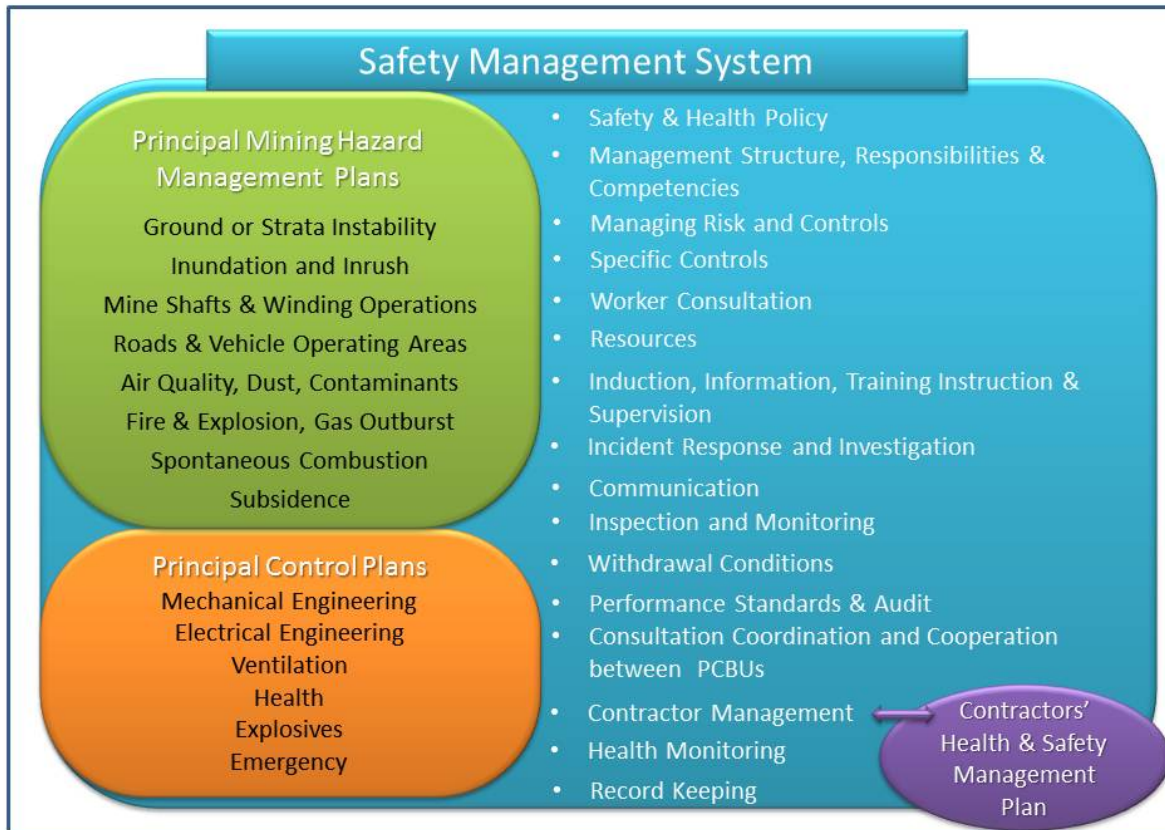 Safety Management System
Principal Mining Hazard
Management Plans
Ground or Strata Instability
Inundation and Inrush
Mine Shafts & Winding Operations
Roads & Vehicle Operating Areas
Air Quality, Dust, Contaminants
Fire & Explosion, Gas Outburst
Spontaneous Combustion
Subsidence
Principal Control Plans
Mechanical Engineering
Electrical Engineering
Ventilation
Health
Explosives
Emergency
• Safety & Health Policy
• Management Structure, Responsibilities &
Competencies
• Managing Risk and Controls
• Specific Controls
• Worker Consultation
• Resources
• Induction, Information, Training Instruction &
Supervision
• Incident Response and Investigation
• Communication
• Inspection and Monitoring
• Withdrawal Conditions
• Performance Standards & Audit
• Consultation Coordination and Cooperation
between PCBUs
• Contractor Management
• Health Monitoring
• Record Keeping
Contractors'
Health & Safety
Management
Plan